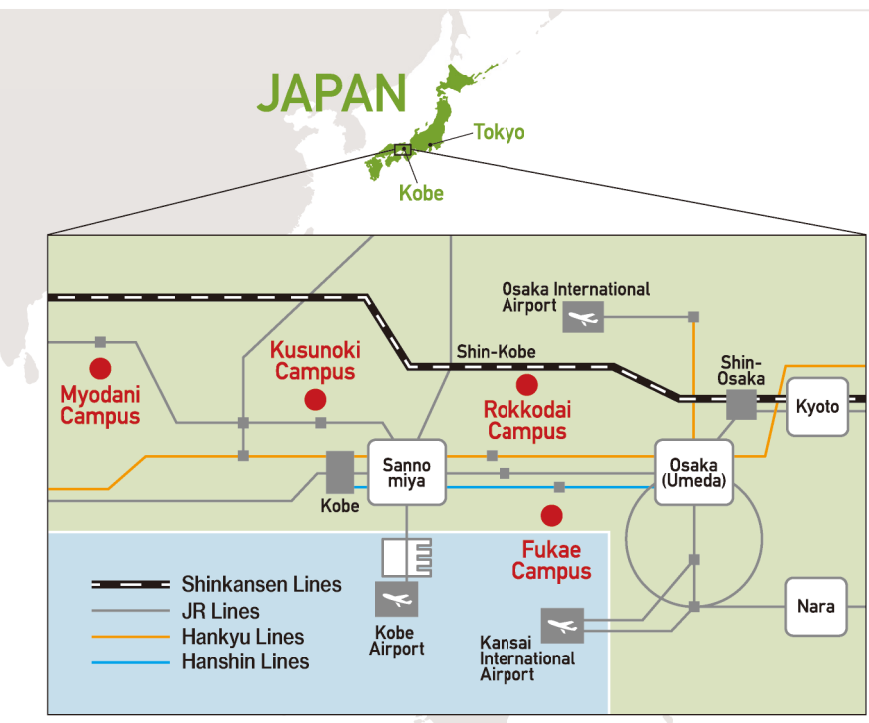 JAPAN
Tokyo
Kobe
Osaka International
Airport
Shin-Kobe
Shin-
Osaka
Kyoto
Kusunoki
Campus
Myodani
Campus
Rokkodai
Campus
Sanno
miya
Osaka
(Umeda)
Kobe
Fukae
Campus
Shinkansen Lines
JR Lines
Hankyu Lines
Hanshin Lines
Kobe
Airport
Kansai
International
Airport
Nara